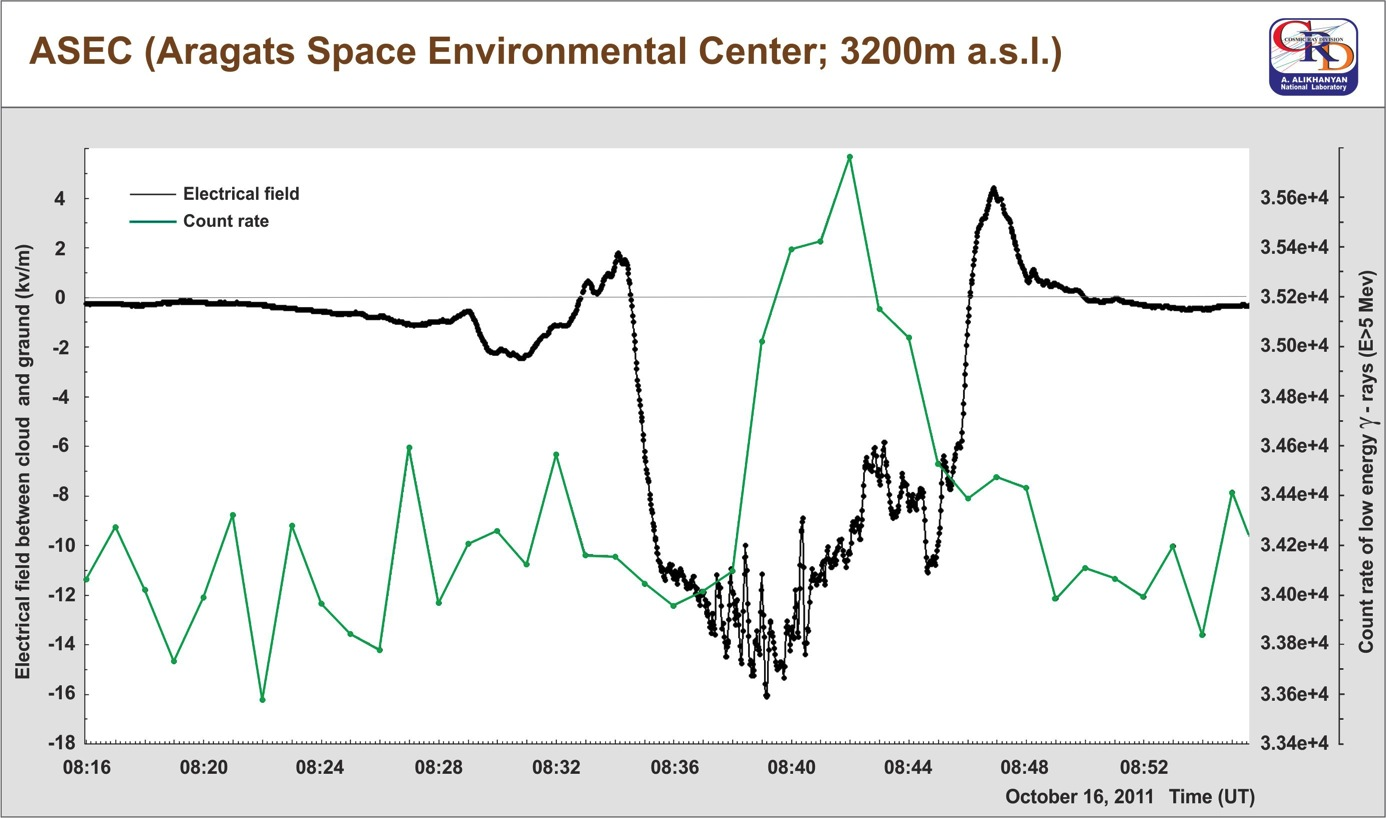 ASEC (Aragats Space Environmental Center; 3200m a.s.l.)
CRD
COSMIC RAY DIVISION
A. ALIKHANYAN
National Laboratory
Electrical field
Count rate
Electrical field between cloud and graund (kv/m)
4
2
0
-2
-4
-6
-8
-10
-12
-14
-16
-18
3.56e+4
3.54e+4
3.52e+4
3.50e+4
3.48e+4
3.46e+4
3.44e+4
3.42e+4
3.40e+4
3.38e+4
3.36e+4
3.34e+4
Count rate of low energy γ - rays (E>5 Mev)
08:16 08:20 08:24 08:28 08:32 08:36 08:40 08:44 08:48 08:52
October 16, 2011 Time (UT)